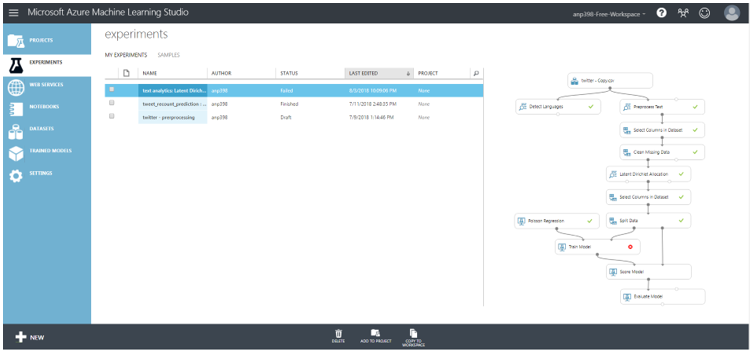 Microsoft Azure Machine Learning Studio
anp398-Free-Workspace
?
PROJECTS
EXPERIMENTS
WEB SERVICES
NOTEBOOKS
DATASETS
TRAINED MODELS
SETTINGS
experiments
MY EXPERIMENTS SAMPLES
NAME AUTHOR STATUS LAST EDITED PROJECT
text analytics: Latent Dirich... anp398 Failed 8/3/2018 10:59:06 PM None
tweet_recount_prediction : ... anp398 Finished 7/11/2018 2:48:33 PM None
twitter - preprocessing anp398 Draft 7/9/2018 1:14:46 PM None
twitter - Copy.csv
Detect Languages
Preprocess Text
Select Columns in Dataset
Clean Missing Data
Latent Dirichlet Allocation
Select Columns in Dataset
Poisson Regression
Split Data
Train Model
Score Model
Evaluate Model
NEW
DELETE
ADD TO PROJECT
COPY TO
WORKSPACE